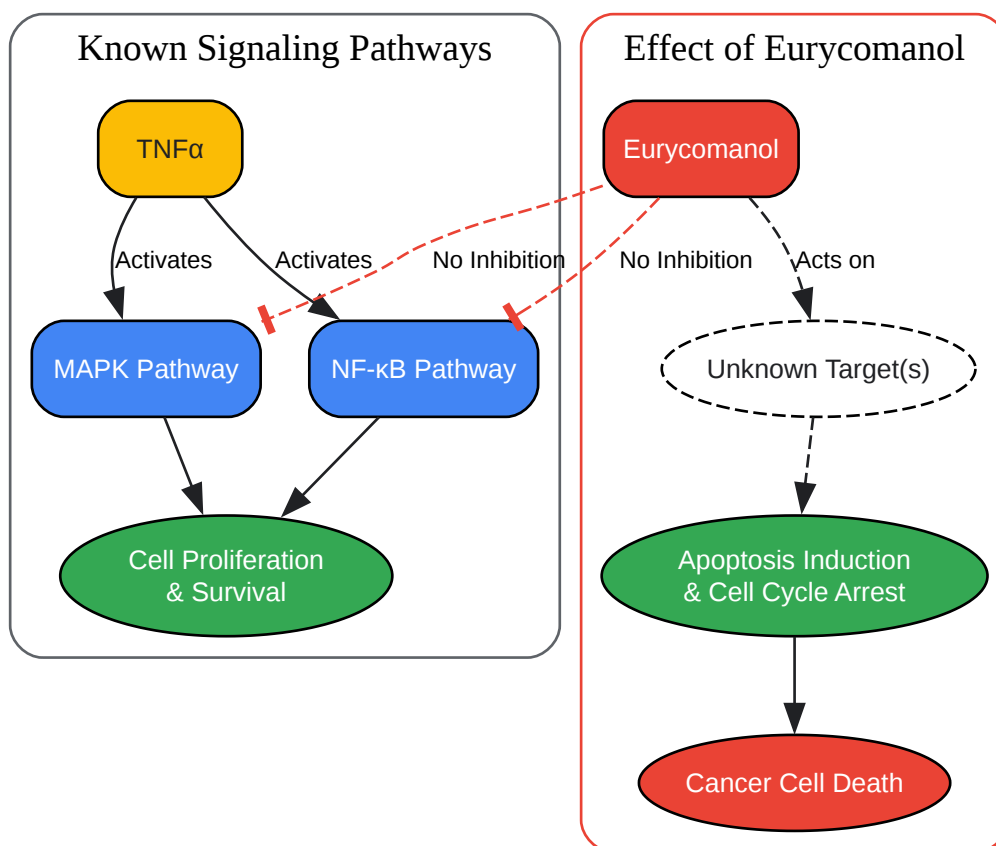 Known Signaling Pathways
Effect of Eurycomanol
TNFα
Eurycomanol
Activates
Activates
No Inhibition
No Inhibition
Acts on
MAPK Pathway
NF-κB Pathway
Unknown Target(s)
Cell Proliferation
& Survival
Apoptosis Induction
& Cell Cycle Arrest
Cancer Cell Death